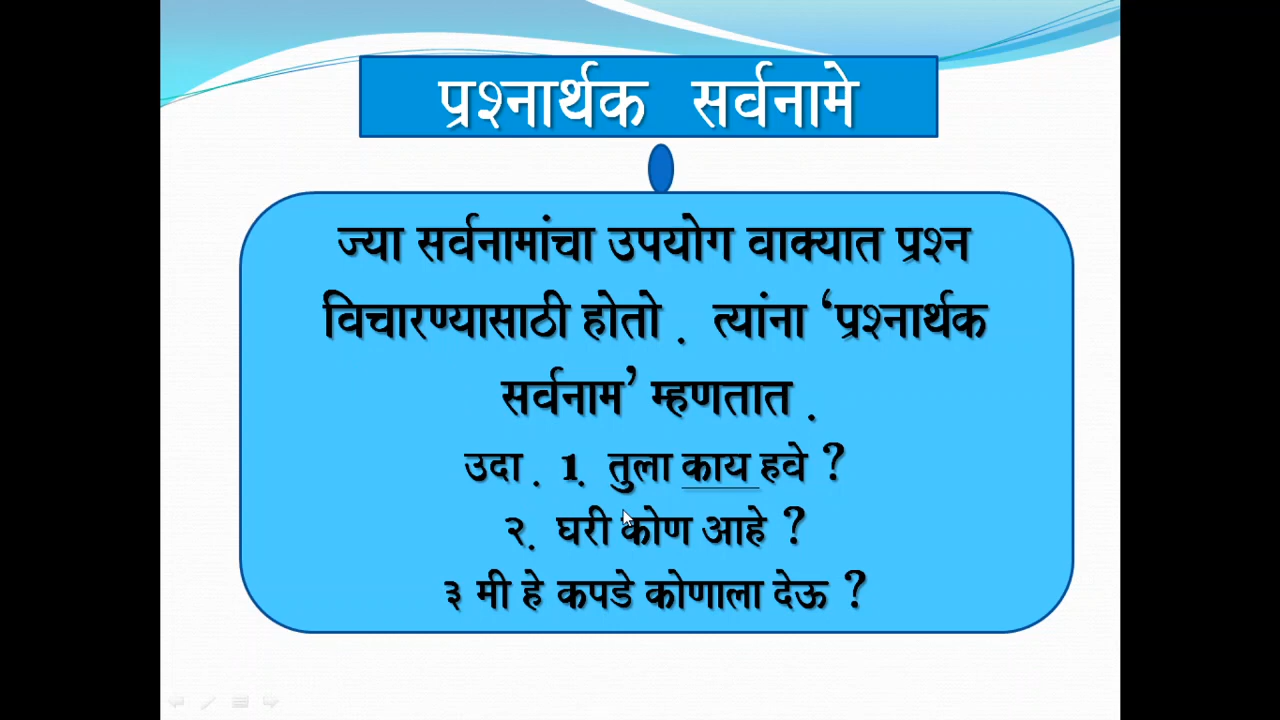 प्रश्नार्थक सर्वनामे
ज्या सर्वनामांचा उपयोग वाक्यात प्रश्न
विचारण्यासाठी होतो . त्यांना ‘प्रश्नार्थक
सर्वनाम’ म्हणतात .
उदा . 1. तुला काय हवे ?
२. घरी कोण आहे ?
३ मी हे कपडे कोणाला देऊ ?